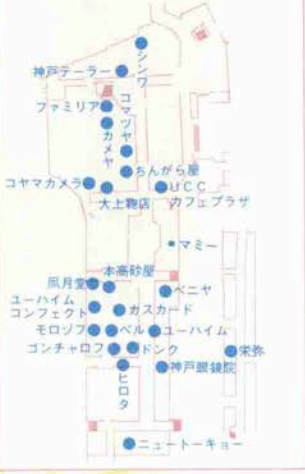 シンワ
神戸テーラー
ファミリア
コマツヤ
カメヤ
ちんがら屋
コヤマカメラ
大上鞄店
UCC
カフェプラザ
マミー
本高砂屋
凮月堂
ベニヤ
ユーハイム
コンフェクト
カスカード
モロゾフ
ベル
ユーハイム
ゴンチャロフ
ドンク
栄弥
ヒロタ
神戸眼鏡院
ニュートーキョー